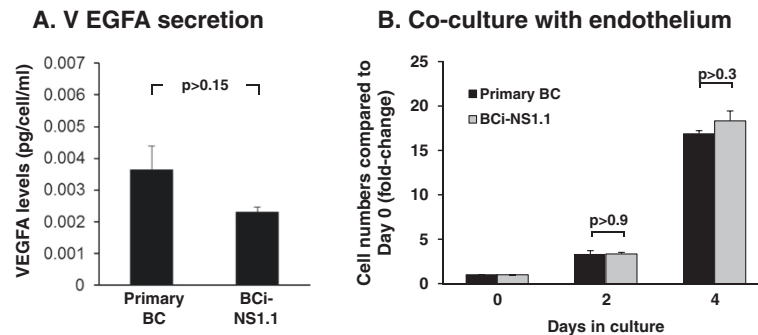 A. V EGFA secretion
VEGFA levels (pg/cell/ml)
0.007
0.006
0.005
0.004
0.003
0.002
0.001
0
p>0.15
Primary
BC
BCi-
NS1.1
B. Co-culture with endothelium
Cell numbers compared to
Day 0 (fold-change)
25
20
15
10
5
0
Primary BC
BCi-NS1.1
p>0.9
p>0.3
0
2
4
Days in culture